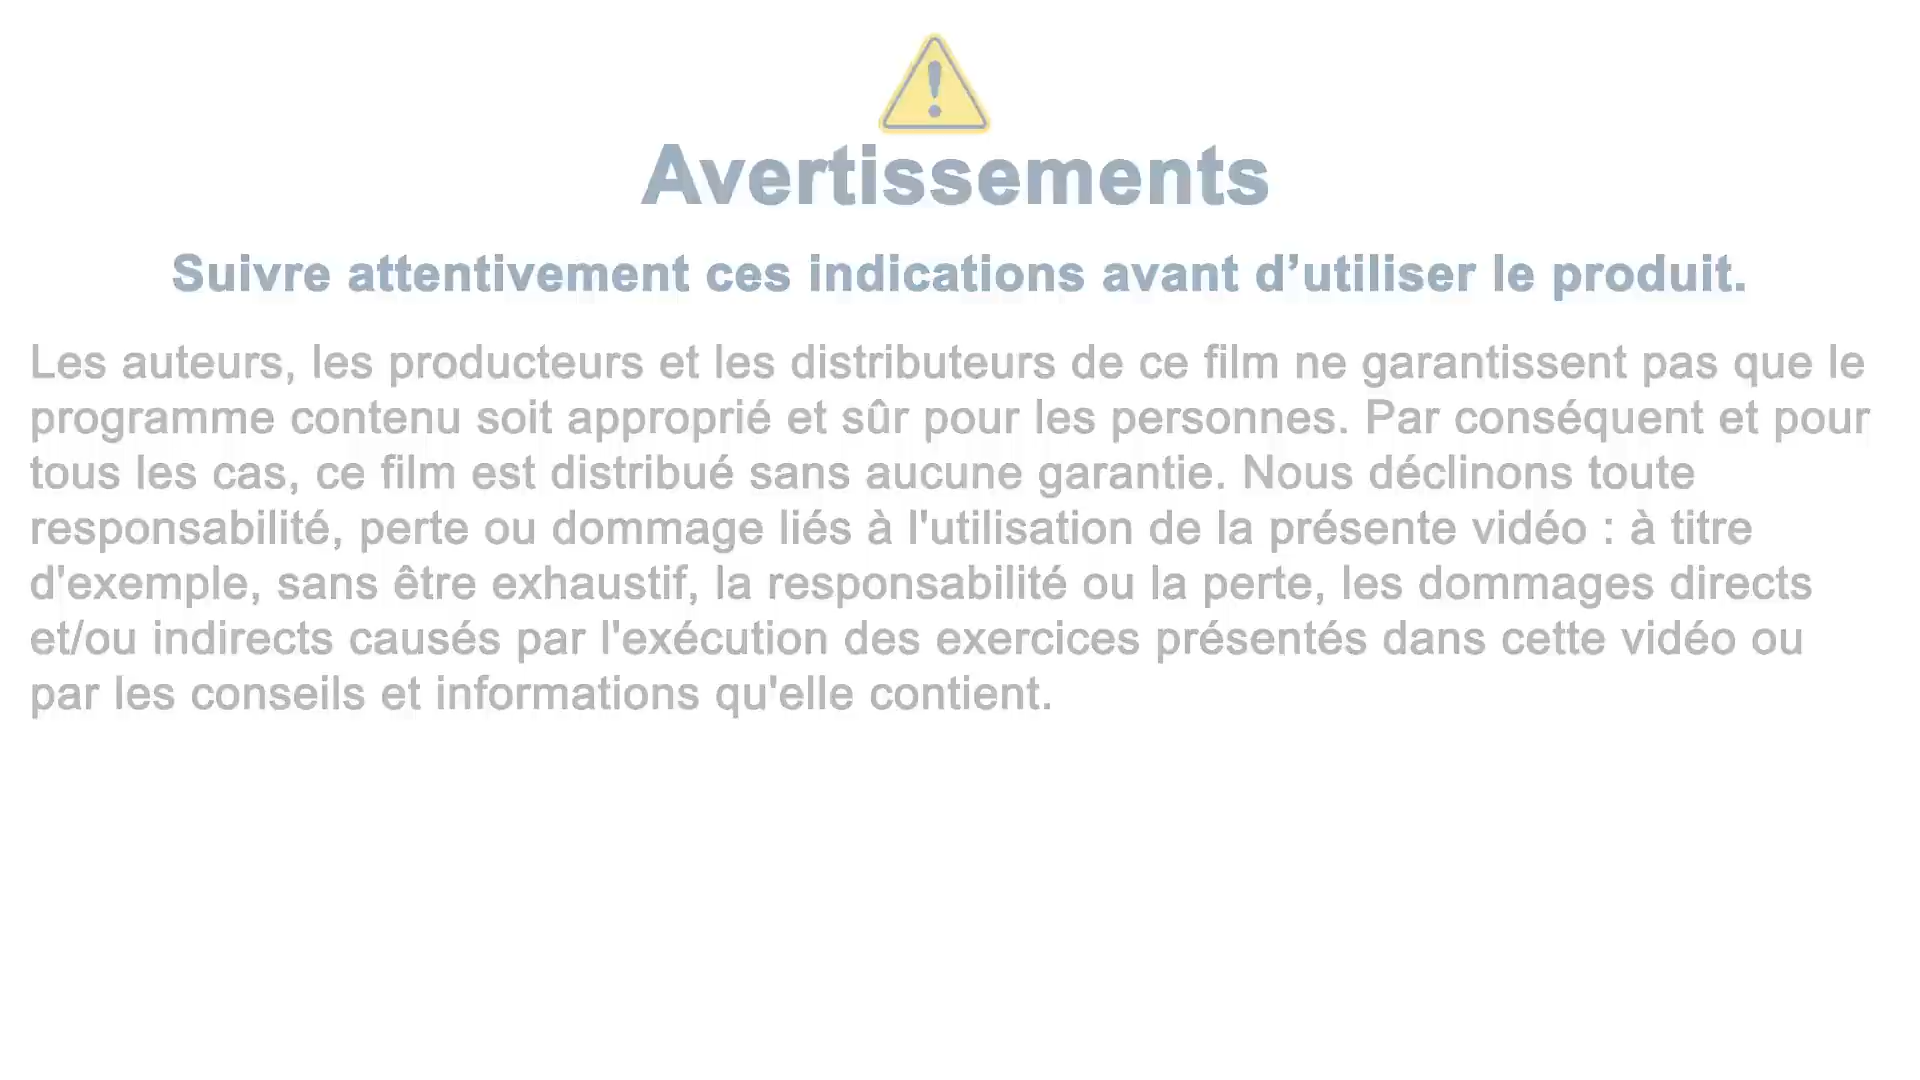 Avertissements
Suivre attentivement ces indications avant d’utiliser le produit.
Les auteurs, les producteurs et les distributeurs de ce film ne garantissent pas que le
programme contenu soit approprié et sûr pour les personnes. Par conséquent et pour
tous les cas, ce film est distribué sans aucune garantie. Nous déclinons toute
responsabilité, perte ou dommage liés à l'utilisation de la présente vidéo : à titre
d'exemple, sans être exhaustif, la responsabilité ou la perte, les dommages directs
et/ou indirects causés par l'exécution des exercices présentés dans cette vidéo ou
par les conseils et informations qu'elle contient.